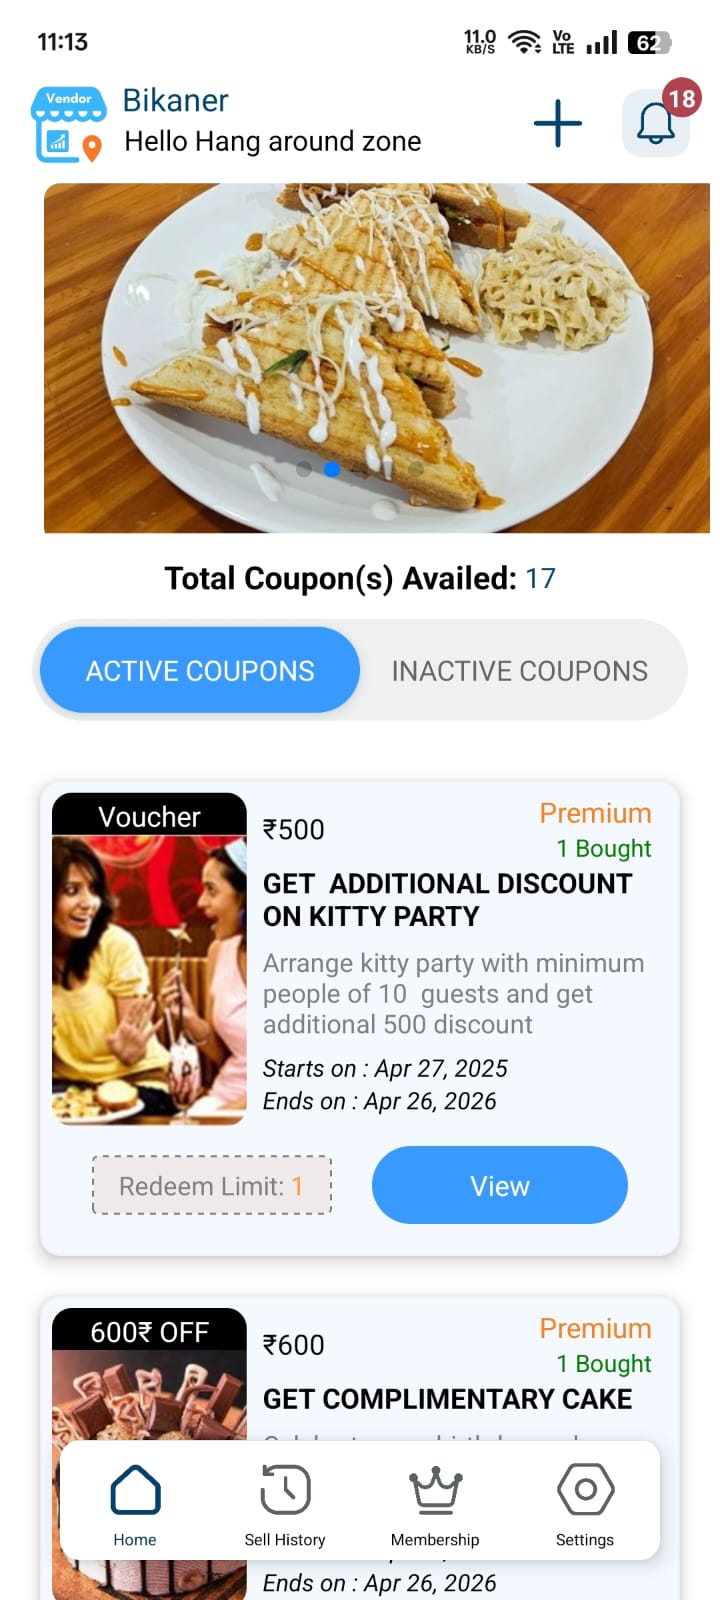 11:13
11.0
KB/S
Vo
LTE
62
Vendor
Bikaner
Hello Hang around zone
18
Total Coupon(s) Availed: 17
ACTIVE COUPONS
INACTIVE COUPONS
Voucher
₹500
Premium
1 Bought
GET  ADDITIONAL DISCOUNT
ON KITTY PARTY
Arrange kitty party with minimum
people of 10  guests and get
additional 500 discount
Starts on : Apr 27, 2025
Ends on : Apr 26, 2026
Redeem Limit: 1
View
600₹ OFF
₹600
Premium
1 Bought
GET COMPLIMENTARY CAKE
Home
Sell History
Membership
Settings
Ends on : Apr 26, 2026